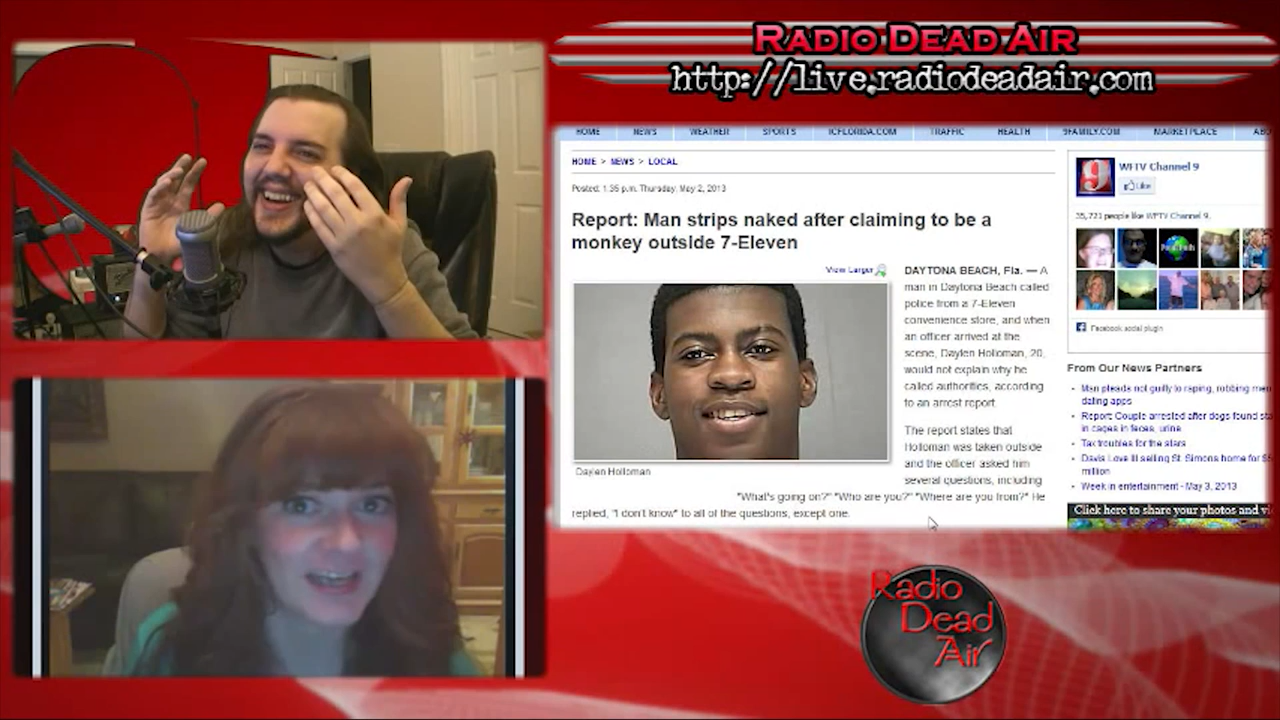 Radio Dead Air
http://live.radiodeadair.com
HOME NEWS WEATHER SPORTS ICFLORIDA.COM TRAFFIC HEALTH 9FAMILY.COM MARKETPLACE
HOME > NEWS > LOCAL
Posted: 1:35 p.m. Thursday, May 2, 2013
Report: Man strips naked after claiming to be a
monkey outside 7-Eleven
View Larger
DAYTONA BEACH, Fla. — A
man in Daytona Beach called
police from a 7-Eleven
convenience store, and when
an officer arrived at the
scene, Daylen Holloman, 20,
would not explain why he
called authorities, according
to an arrest report
The report states that
Holloman was taken outside
and the officer asked him
several questions, including
"What's going on?" "Who are you?" "Where are you from?" He
replied, "I don't know" to all of the questions, except one.
Daylen Holloman
9
WFTV Channel 9
Like
35,721 people like WFTV Channel 9.
Facebook social plugin
From Our News Partners
Man pleads not guilty to raping, robbing men
dating apps
Report: Couple arrested after dogs found
in cages in feces, urine
Tax troubles for the stars
Davis Love III selling St. Simons home for
million
Week in entertainment - May 3, 2013
Click here to share your photos and
Radio
Dead
Air